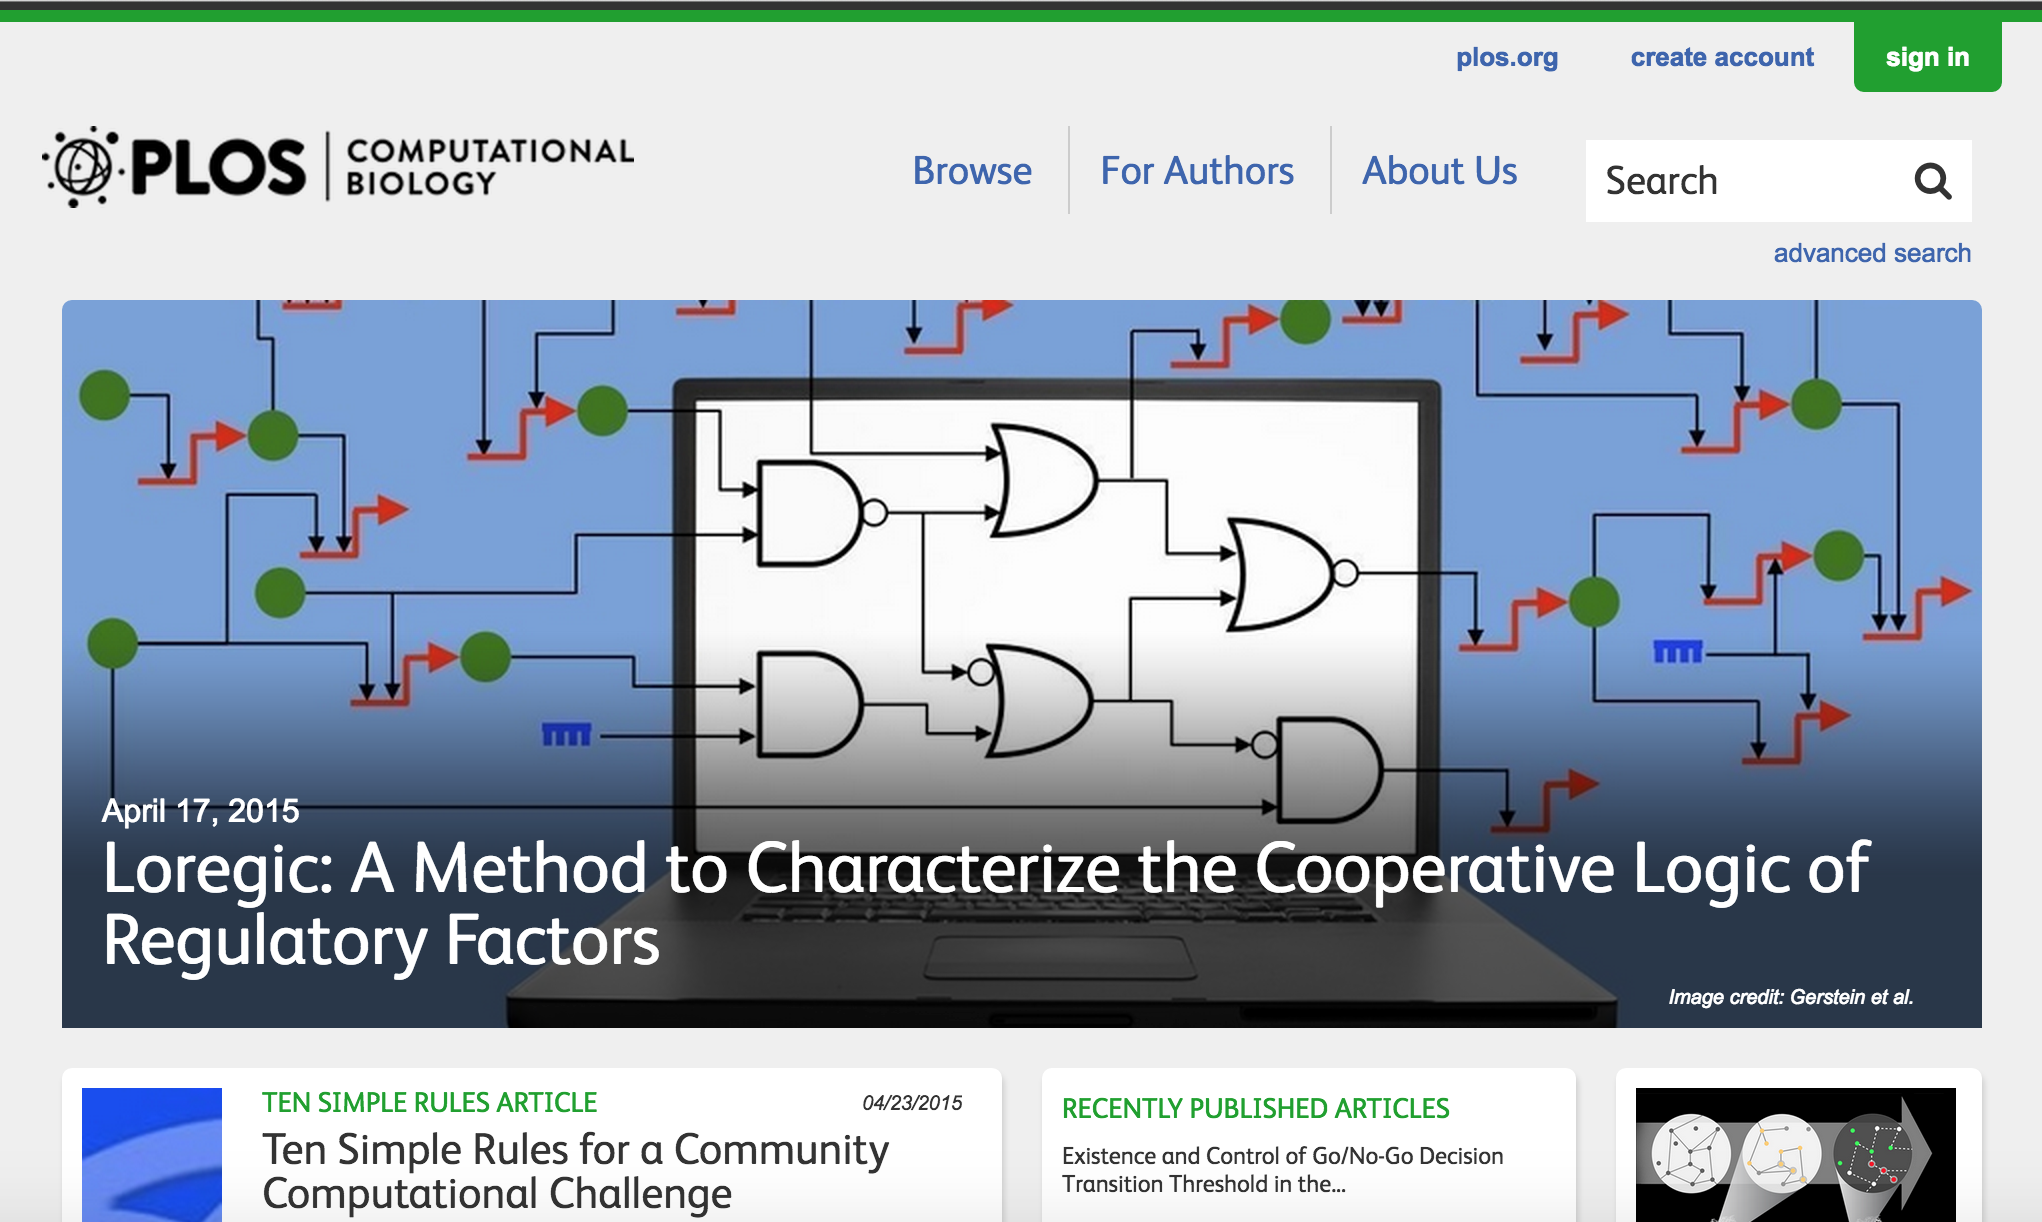 plos.org create account sign in
PLOS COMPUTATIONAL
BIOLOGY
Browse For Authors About Us Search
advanced search
April 17, 2015
Loregic: A Method to Characterize the Cooperative Logic of
Regulatory Factors
Image credit: Gerstein et al.
TEN SIMPLE RULES ARTICLE 04/23/2015
Ten Simple Rules for a Community
Computational Challenge
RECENTLY PUBLISHED ARTICLES
Existence and Control of Go/No-Go Decision
Transition Threshold in the...